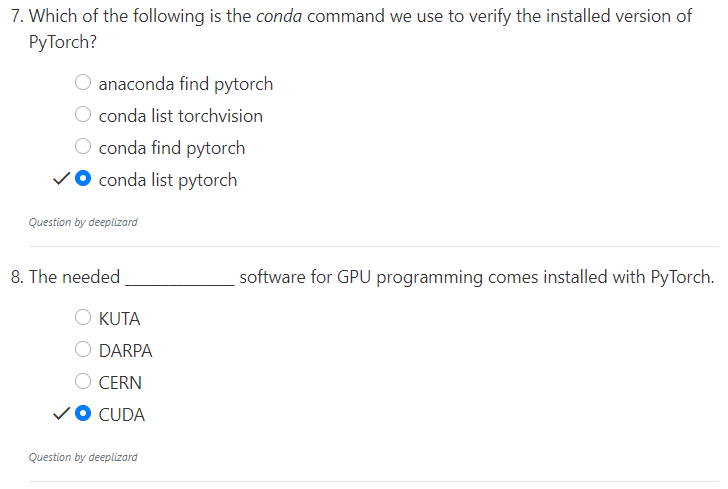 7. Which of the following is the conda command we use to verify the installed version of
PyTorch?
anaconda find pytorch
conda list torchvision
conda find pytorch
conda list pytorch
Question by deeplizard
8. The needed ____________ software for GPU programming comes installed with PyTorch.
KUTA
DARPA
CERN
CUDA
Question by deeplizard